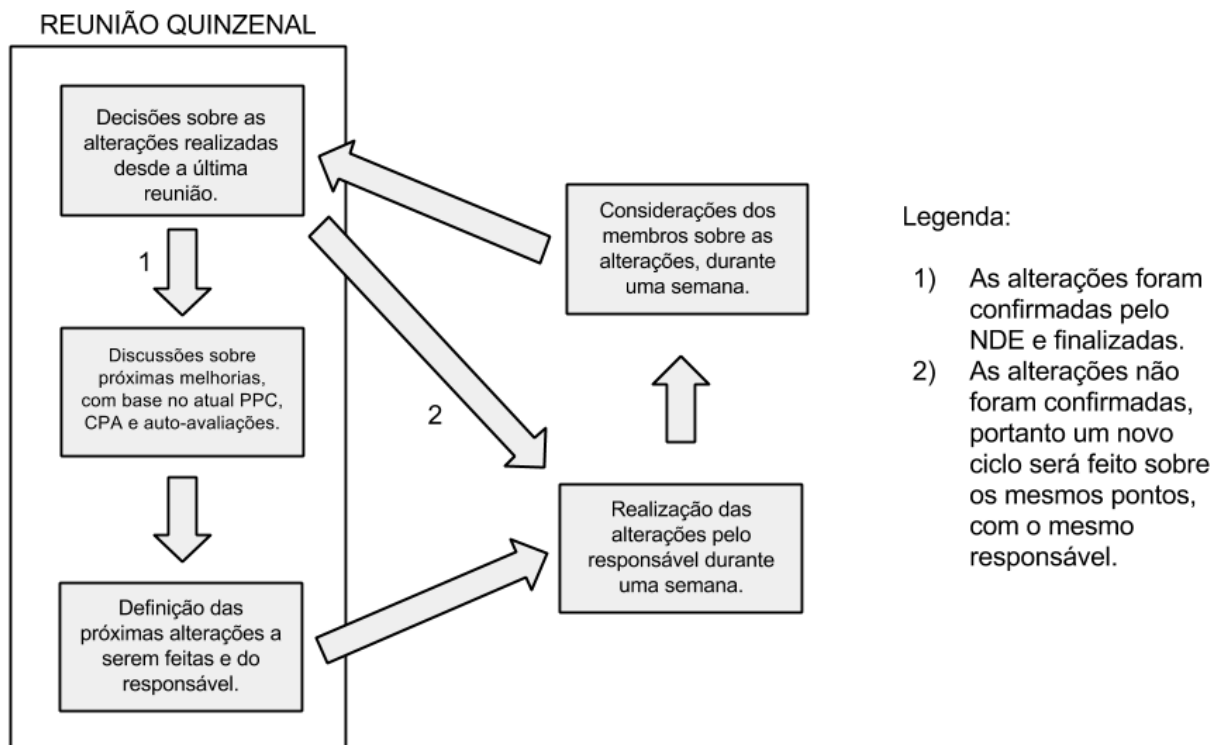 REUNIÃO QUINZENAL
Decisões sobre as
alterações realizadas
desde a última
reunião.
1
Discussões sobre
próximas melhorias,
com base no atual PPC,
CPA e auto-avaliações.
Definição das
próximas alterações a
serem feitas e do
responsável.
2
Considerações dos
membros sobre as
alterações, durante
uma semana.
Realização das
alterações pelo
responsável durante
uma semana.
Legenda:
1) As alterações foram
confirmadas pelo
NDE e finalizadas.
2) As alterações não
foram confirmadas,
portanto um novo
ciclo será feito sobre
os mesmos pontos,
com o mesmo
responsável.